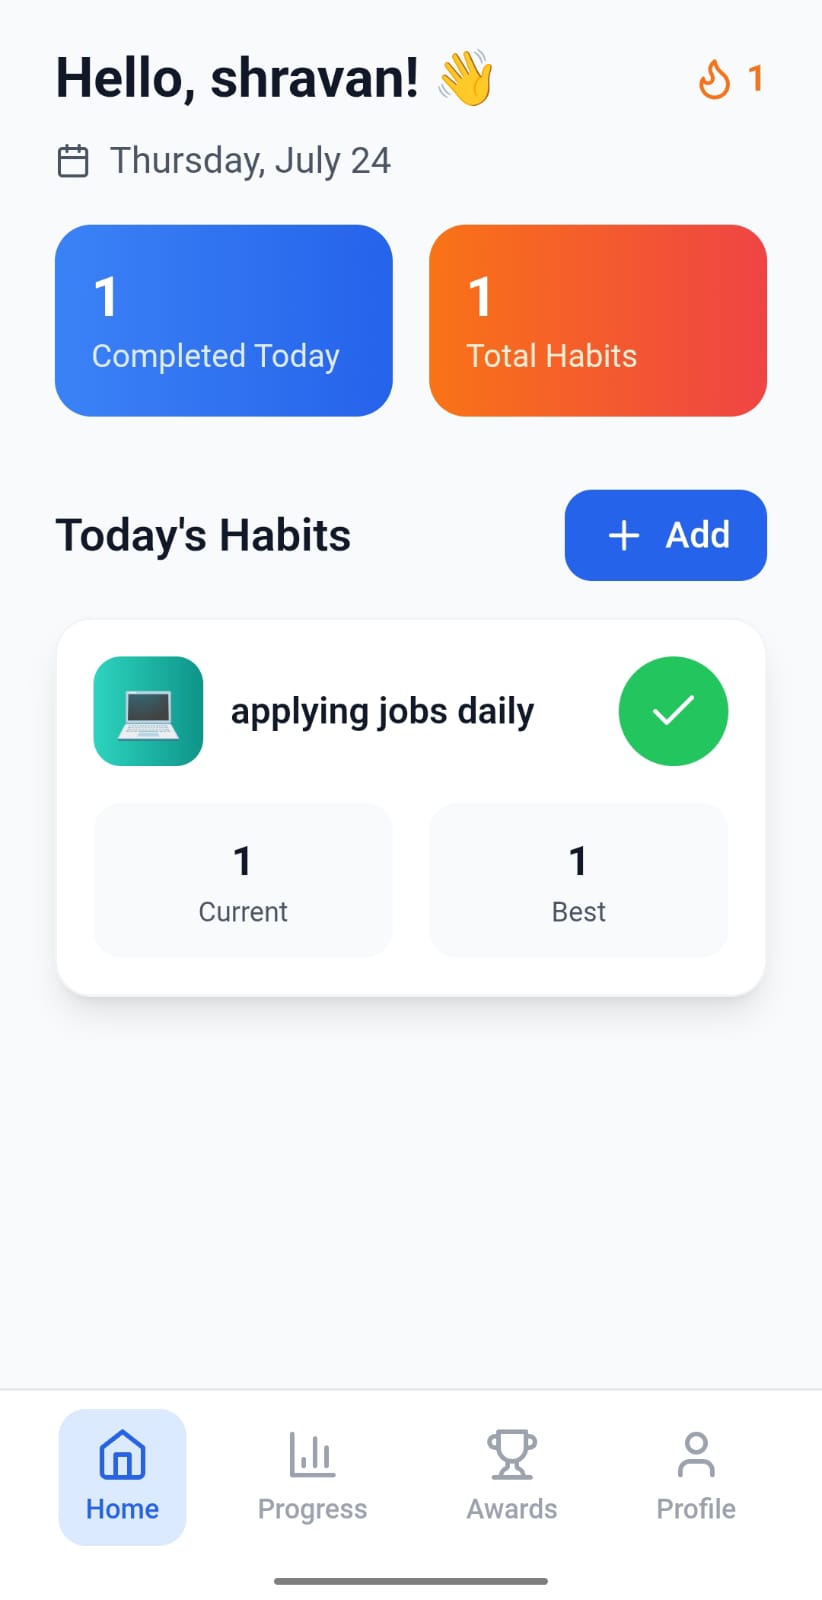 Hello, shravan! 👋
1
Thursday, July 24
1
Completed Today
1
Total Habits
Today's Habits
Add
applying jobs daily
1
Current
1
Best
Home
Progress
Awards
Profile